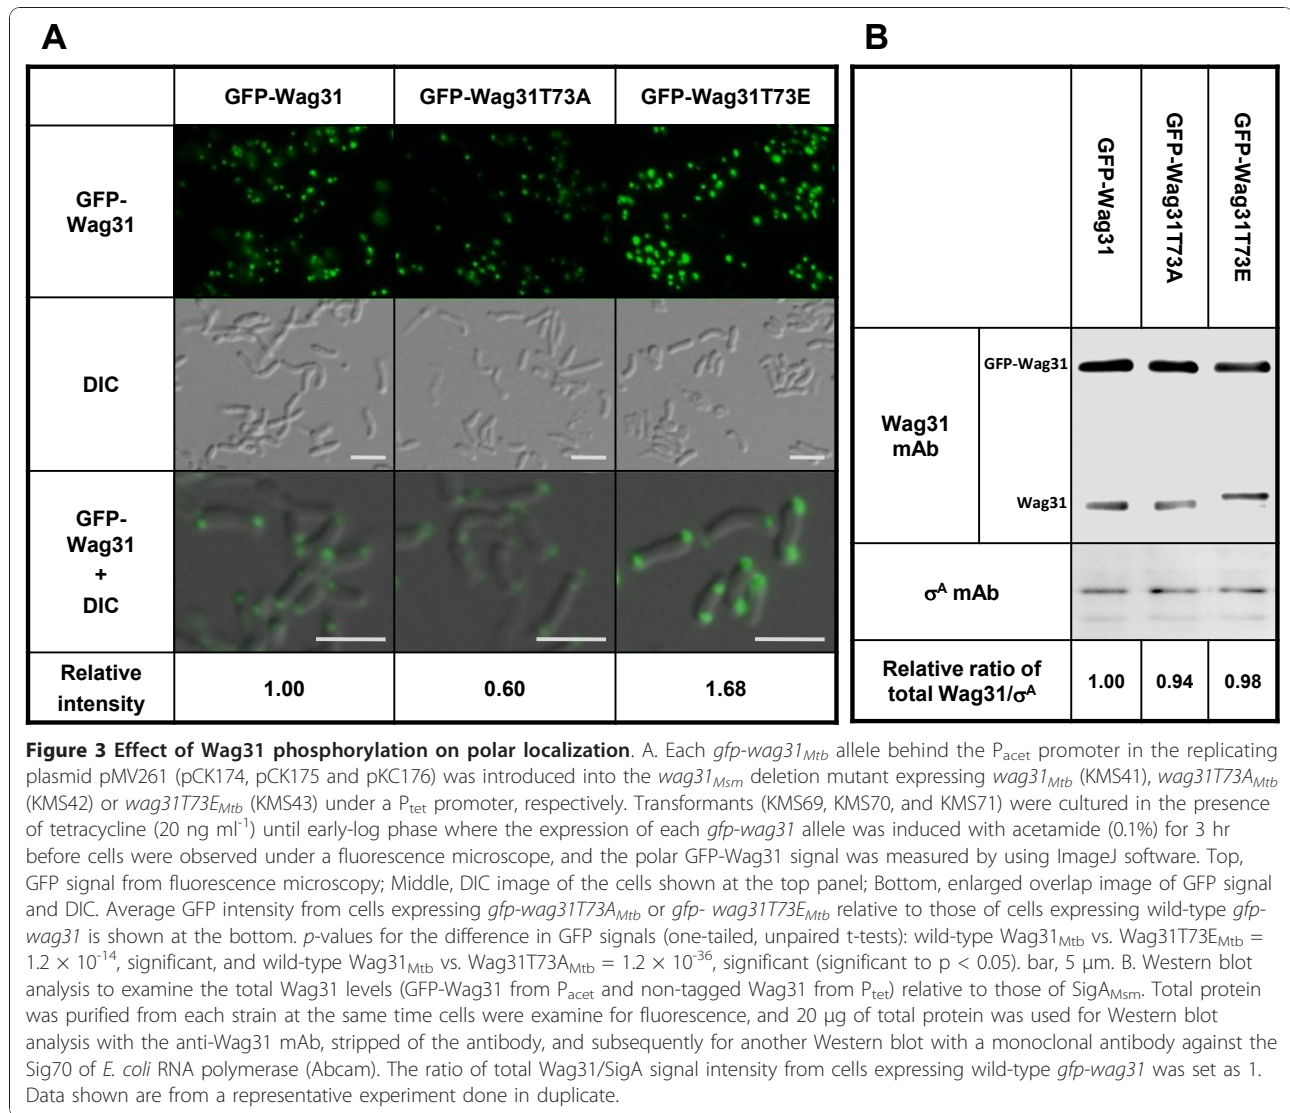 A
B
GFP-Wag31
GFP-Wag31T73A
GFP-Wag31T73E
GFP-
Wag31
DIC
GFP-
Wag31
+
DIC
Relative
intensity
1.00
0.60
1.68
GFP-Wag31
GFP-Wag31T73A
GFP-Wag31T73E
Wag31
mAb
GFP-Wag31
Wag31
σᴬ mAb
Relative ratio of
total Wag31/σᴬ
1.00
0.94
0.98
Figure 3 Effect of Wag31 phosphorylation on polar localization. A. Each gfp-wag31Mtb allele behind the Pacet promoter in the replicating
plasmid pMV261 (pCK174, pCK175 and pKC176) was introduced into the wag31Msm deletion mutant expressing wag31Mtb (KMS41), wag31T73AMtb
(KMS42) or wag31T73EMtb (KMS43) under a Ptet promoter, respectively. Transformants (KMS69, KMS70, and KMS71) were cultured in the presence
of tetracycline (20 ng ml⁻¹) until early-log phase where the expression of each gfp-wag31 allele was induced with acetamide (0.1%) for 3 hr
before cells were observed under a fluorescence microscope, and the polar GFP-Wag31 signal was measured by using ImageJ software. Top,
GFP signal from fluorescence microscopy; Middle, DIC image of the cells shown at the top panel; Bottom, enlarged overlap image of GFP signal
and DIC. Average GFP intensity from cells expressing gfp-wag31T73AMtb or gfp- wag31T73EMtb relative to those of cells expressing wild-type gfp-
wag31 is shown at the bottom. p-values for the difference in GFP signals (one-tailed, unpaired t-tests): wild-type Wag31Mtb vs. Wag31T73EMtb =
1.2 × 10⁻¹⁴, significant, and wild-type Wag31Mtb vs. Wag31T73AMtb = 1.2 × 10⁻³⁶, significant (significant to p < 0.05). bar, 5 μm. B. Western blot
analysis to examine the total Wag31 levels (GFP-Wag31 from Pacet and non-tagged Wag31 from Ptet) relative to those of SigAMsm. Total protein
was purified from each strain at the same time cells were examine for fluorescence, and 20 μg of total protein was used for Western blot
analysis with the anti-Wag31 mAb, stripped of the antibody, and subsequently for another Western blot with a monoclonal antibody against the
Sig70 of E. coli RNA polymerase (Abcam). The ratio of total Wag31/SigA signal intensity from cells expressing wild-type gfp-wag31 was set as 1.
Data shown are from a representative experiment done in duplicate.